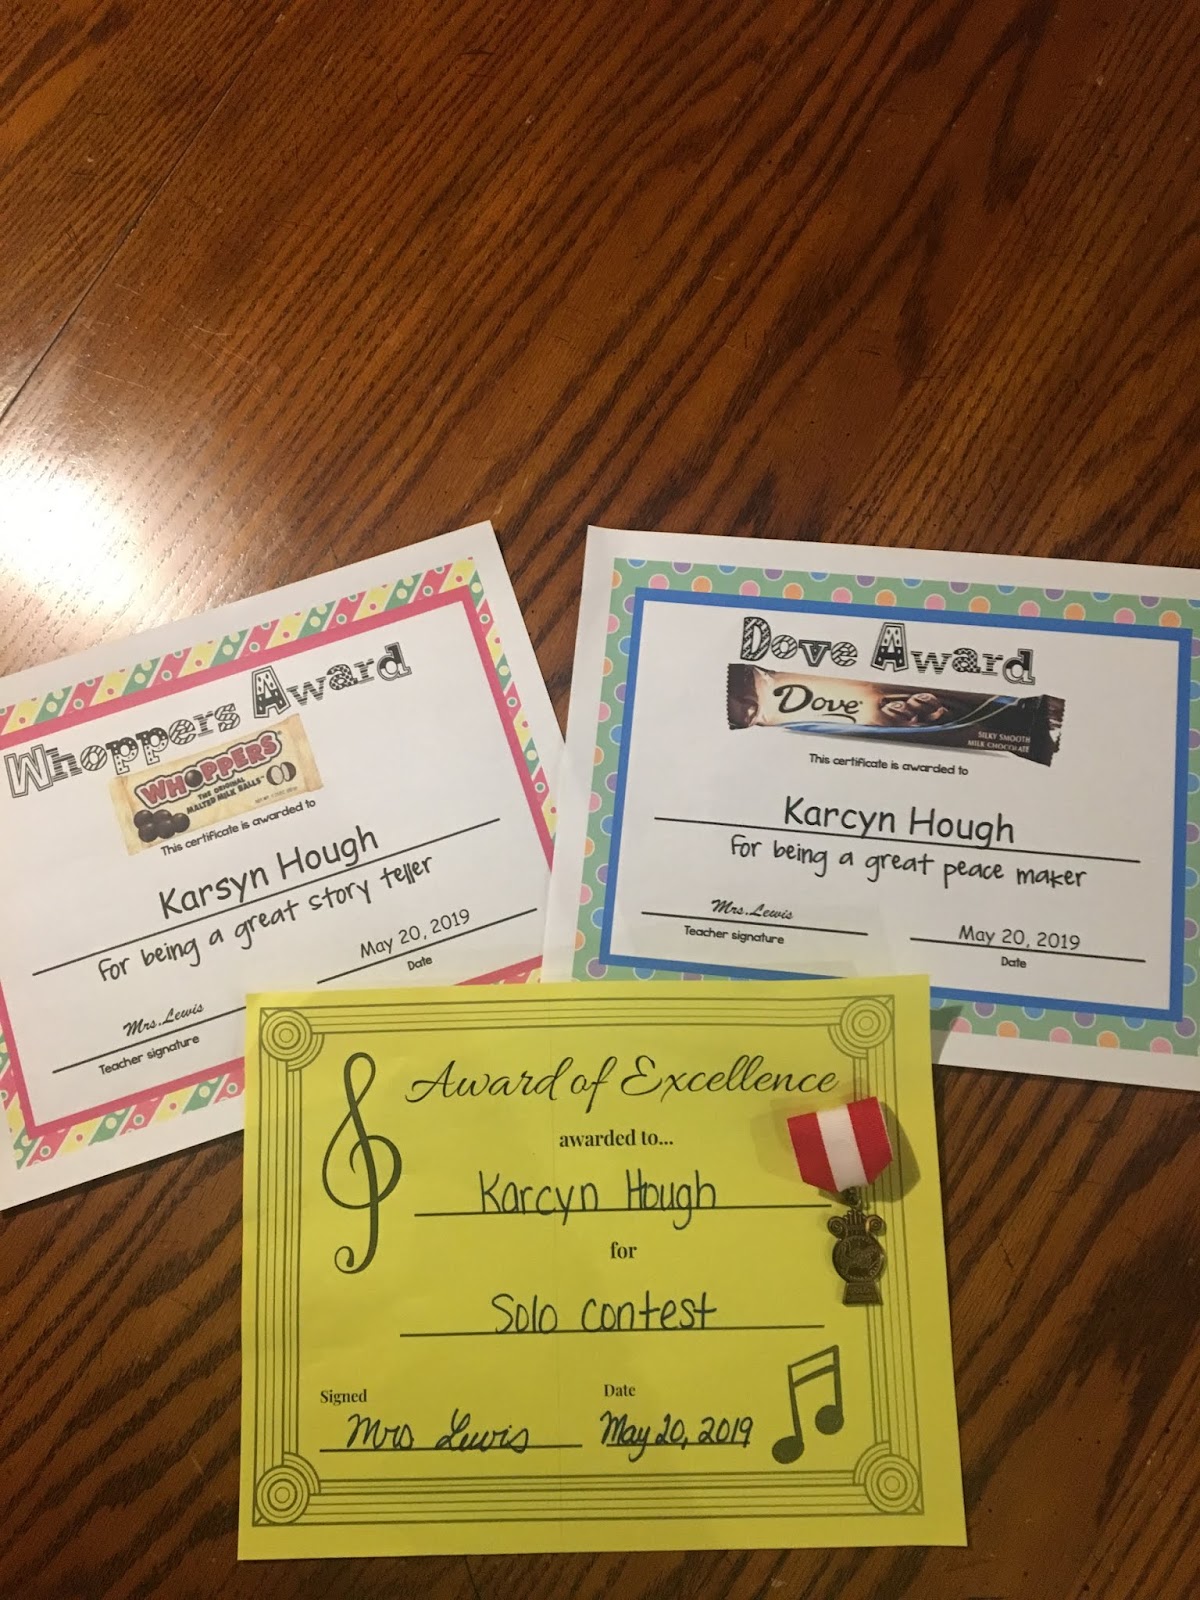 Whoppers Award
WHOPPERS
THE ORIGINAL
MALTED MILK BALLS
This certificate is awarded to
Karsyn Hough
For being a great story teller
Mrs.Lewis
Teacher signature
May 20, 2019
Date
Dove Award
Dove
SILKY SMOOTH
MILK CHOCOLATE
This certificate is awarded to
Karcyn Hough
For being a great peace maker
Mrs.Lewis
Teacher signature
May 20, 2019
Date
Award of Excellence
awarded to...
Karcyn Hough
for
Solo contest
Signed
Mrs Lewis
Date
May 20, 2019